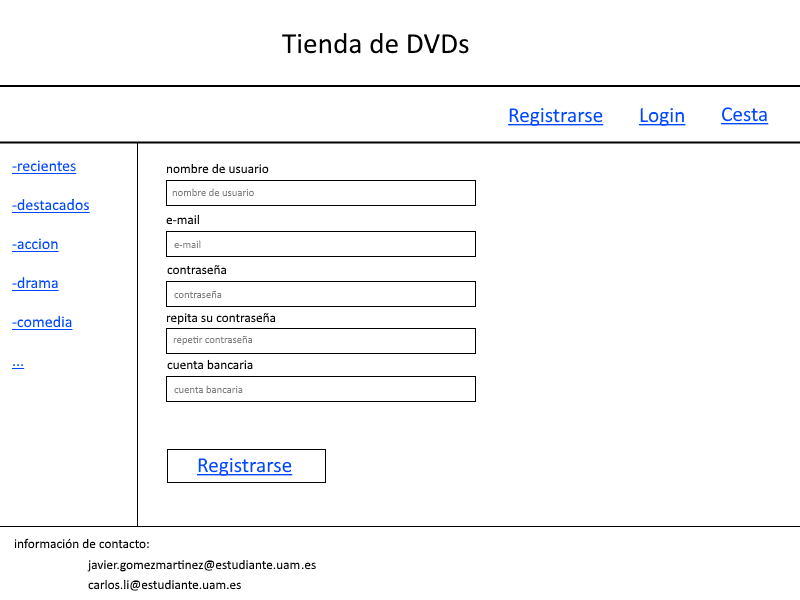 Tienda de DVDs
Registrarse Login Cesta
-recientes
-destacados
-accion
-drama
-comedia
...
nombre de usuario
nombre de usuario
e-mail
e-mail
contraseña
contraseña
repita su contraseña
repetir contraseña
cuenta bancaria
cuenta bancaria
Registrarse
información de contacto:
javier.gomezmartinez@estudiante.uam.es
carlos.li@estudiante.uam.es